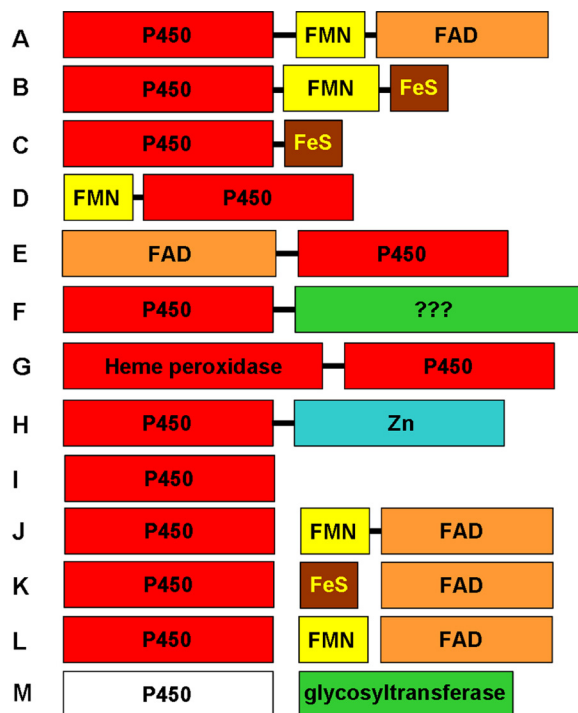 A P450 FMN FAD
B P450 FMN FeS
C P450 FeS
D FMN P450
E FAD P450
F P450 ???
G Heme peroxidase P450
H P450 Zn
I P450
J P450 FMN FAD
K P450 FeS FAD
L P450 FMN FAD
M P450 glycosyltransferase